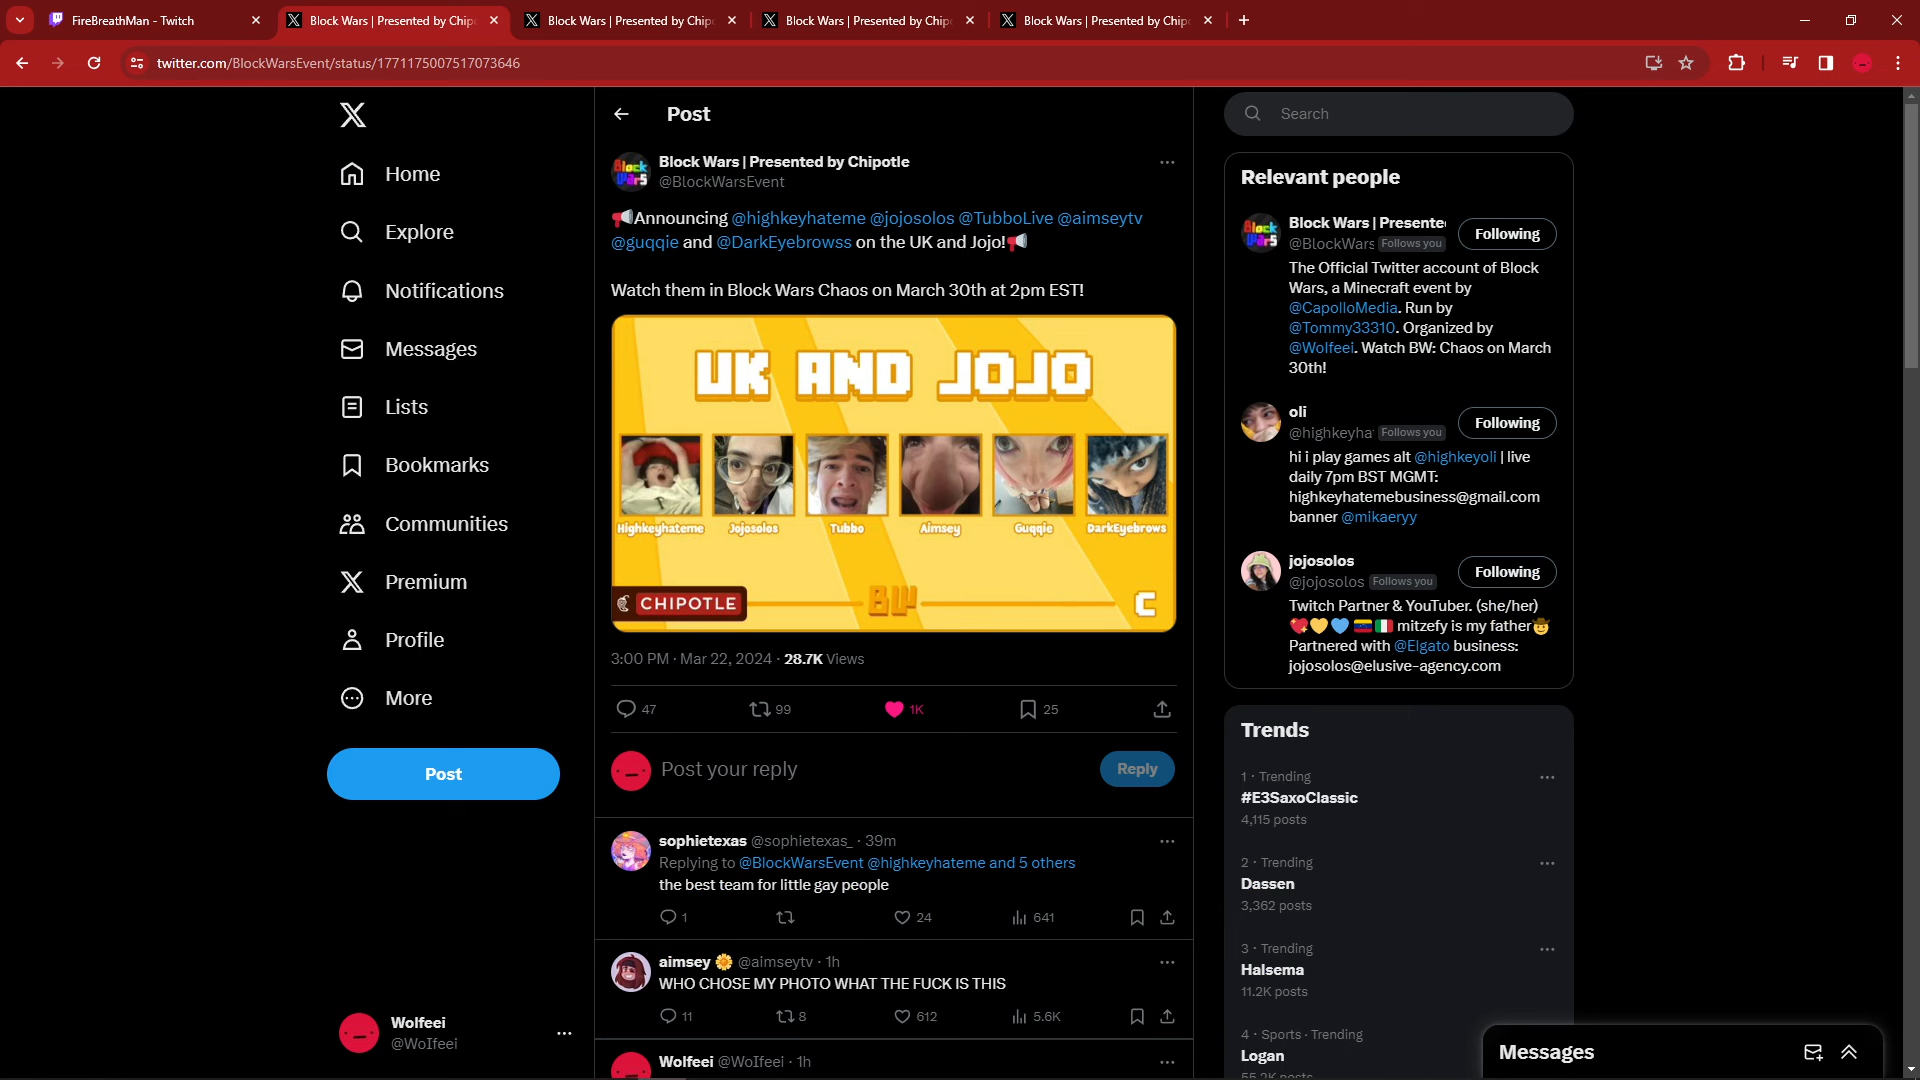 FireBreathMan - Twitch
Block Wars | Presented by Chip
Block Wars | Presented by Chip
Block Wars | Presented by Chip
Block Wars | Presented by Chip
twitter.com/BlockWarsEvent/status/1771175007517073646
Home
Explore
Notifications
Messages
Lists
Bookmarks
Communities
Premium
Profile
More
Post
Wolfeei
@WoIfeei
Post
Block Wars | Presented by Chipotle
@BlockWarsEvent
📢Announcing @highkeyhateme @jojosolos @TubboLive @aimseytv
@guqqie and @DarkEyebrowss on the UK and Jojo!📢
Watch them in Block Wars Chaos on March 30th at 2pm EST!
UK AND JOJO
Highkeyhateme Jojosolos Tubbo Aimsey Guqqie DarkEyebrows
CHIPOTLE BW C
3:00 PM · Mar 22, 2024 · 28.7K Views
47 99 1K 25
Post your reply
Reply
sophietexas @sophietexas_ · 39m
Replying to @BlockWarsEvent @highkeyhateme and 5 others
the best team for little gay people
1 24 641
aimsey 🌼 @aimseytv · 1h
WHO CHOSE MY PHOTO WHAT THE FUCK IS THIS
11 8 612 5.6K
Wolfeei @WoIfeei · 1h
Search
Relevant people
Block Wars | Presente
@BlockWars Follows you
Following
The Official Twitter account of Block
Wars, a Minecraft event by
@CapolloMedia. Run by
@Tommy33310. Organized by
@WoIfeei. Watch BW: Chaos on March
30th!
oli
@highkeyha Follows you
Following
hi i play games alt @highkeyoli | live
daily 7pm BST MGMT:
highkeyhatemebusiness@gmail.com
banner @mikaeryy
jojosolos
@jojosolos Follows you
Following
Twitch Partner & YouTuber. (she/her)
💖💛💙 🇻🇪🇮🇹 mitzefy is my father🤠
Partnered with @Elgato business:
jojosolos@elusive-agency.com
Trends
1 · Trending
#E3SaxoClassic
4,115 posts
2 · Trending
Dassen
3,362 posts
3 · Trending
Halsema
11.2K posts
4 · Sports · Trending
Logan
55.2K posts
Messages